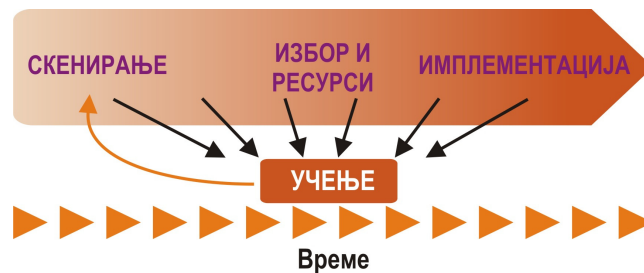 СКЕНИРАЊЕ
ИЗБОР И
РЕСУРСИ
ИМПЛЕМЕНТАЦИЈА
УЧЕЊЕ
Време